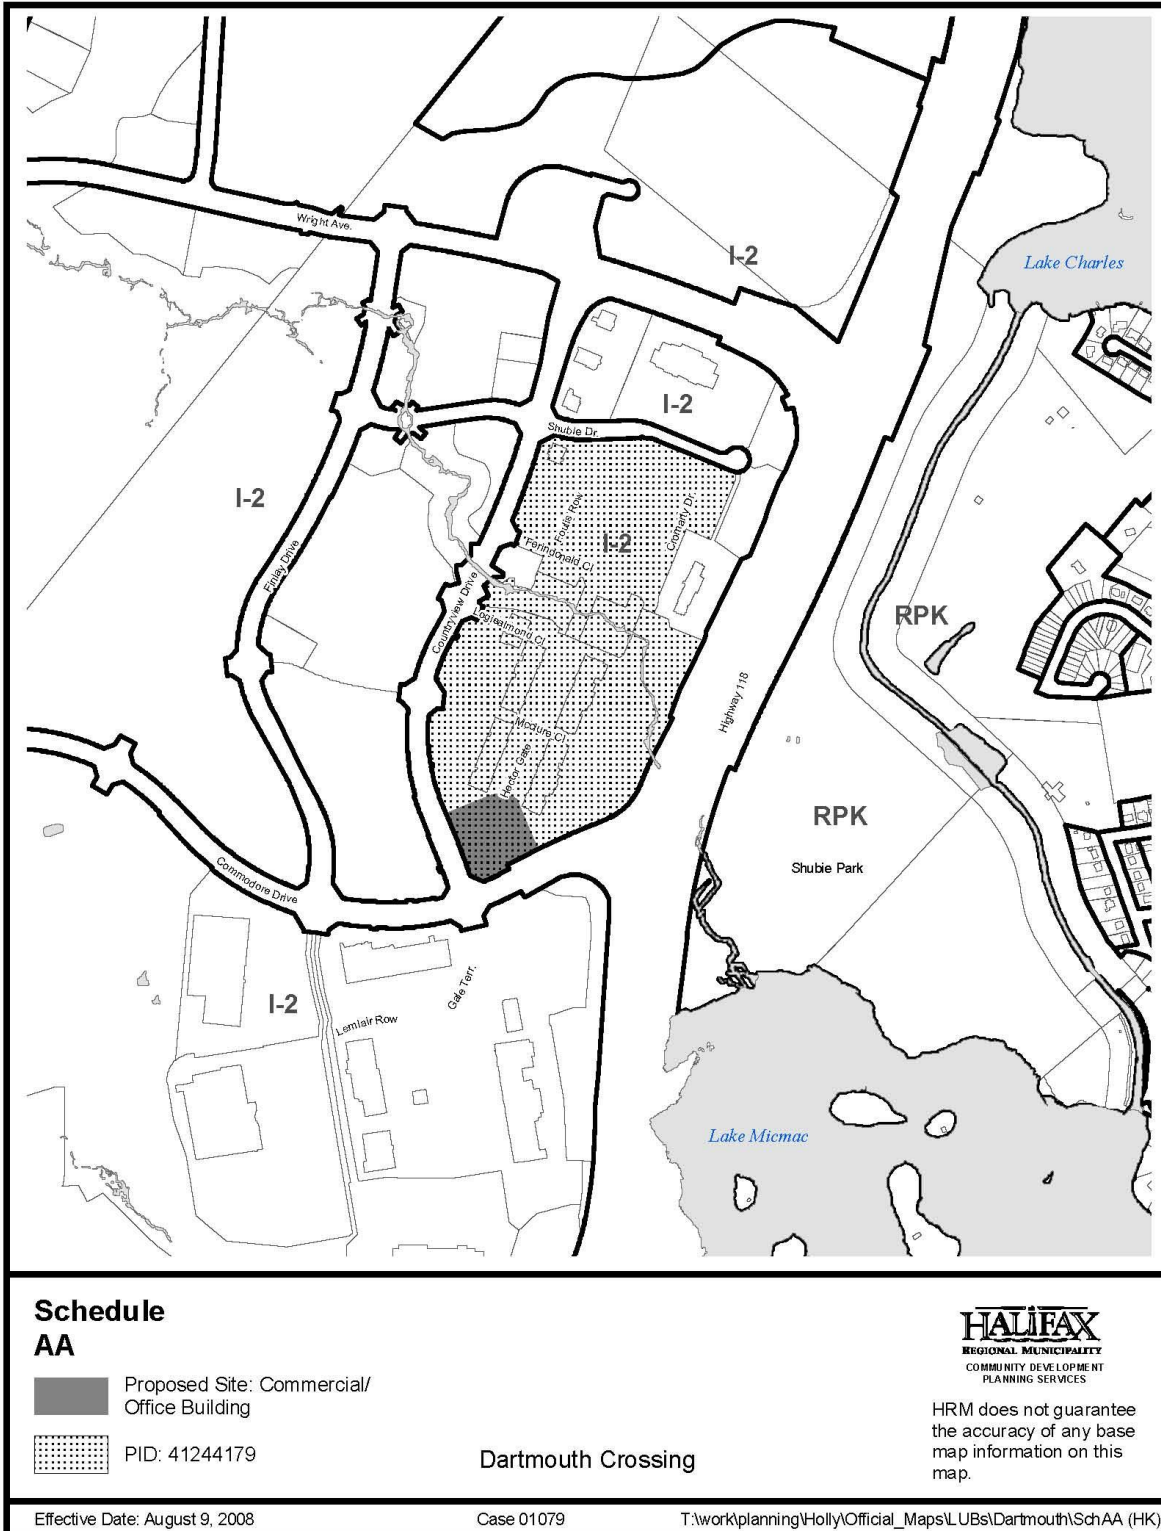 Wright Ave.
I-2
Lake Charles
I-2
Shubie Dr.
I-2
Foulis Row
Cromarty Dr.
I-2
Ferindonald Ct
Finlay Drive
Countryview Drive
Logiealmond Cl
RPK
Highway 118
Mcclure Cl
Hector Gate
RPK
Shubie Park
Commodore Drive
I-2
Gale Terr.
Lemlair Row
Lake Micmac
Schedule
AA
Proposed Site: Commercial/
Office Building
PID: 41244179
Dartmouth Crossing
HALIFAX
REGIONAL MUNICIPALITY
COMMUNITY DEVELOPMENT
PLANNING SERVICES
HRM does not guarantee
the accuracy of any base
map information on this
map.
Effective Date: August 9, 2008
Case 01079
T:\work\planning\Holly\Official_Maps\LUBs\Dartmouth\SchAA (HK)